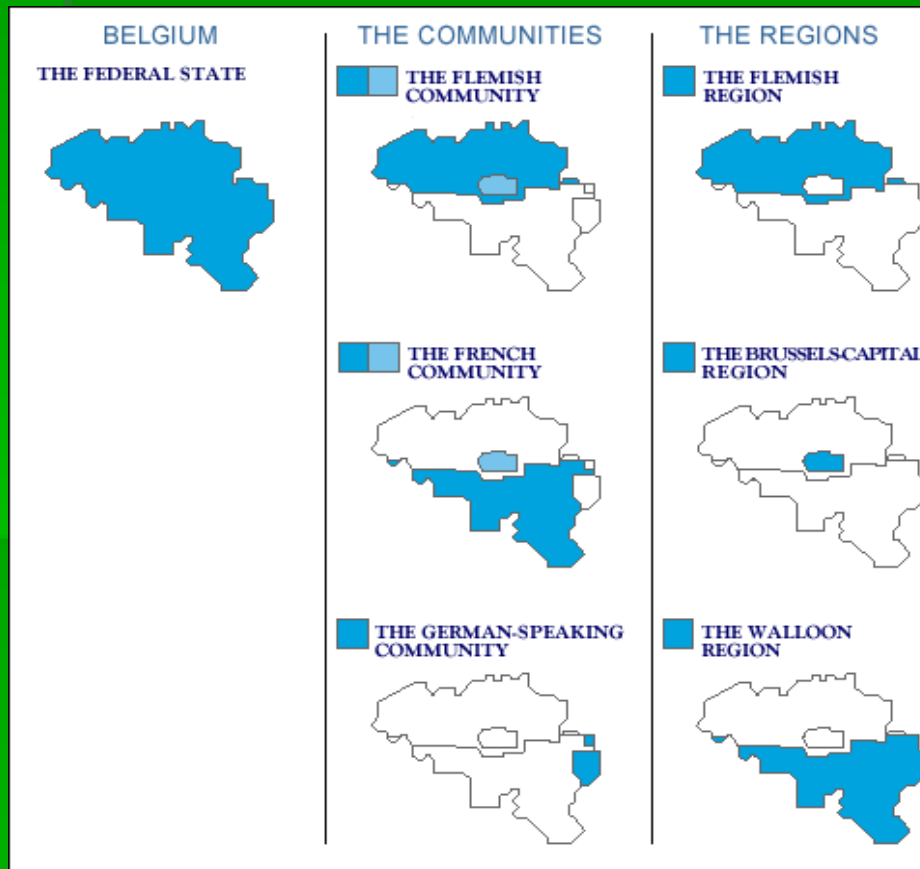 BELGIUM
THE FEDERAL STATE
THE COMMUNITIES
THE FLEMISH
COMMUNITY
THE FRENCH
COMMUNITY
THE GERMAN-SPEAKING
COMMUNITY
THE REGIONS
THE FLEMISH
REGION
THE BRUSSELS-CAPITAL
REGION
THE WALLOON
REGION